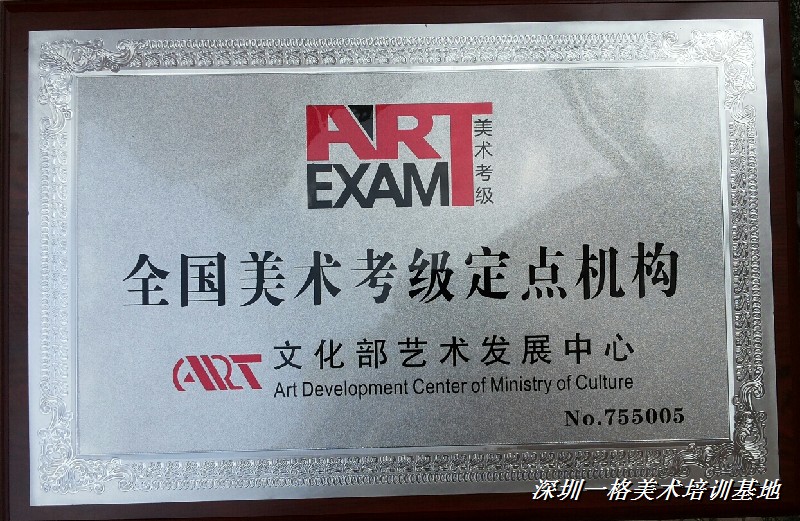 ART
EXAM
美术考级
全国美术考级定点机构
ART 文化部艺术发展中心
Art Development Center of Ministry of Culture
No.755005
深圳一格美术培训基地